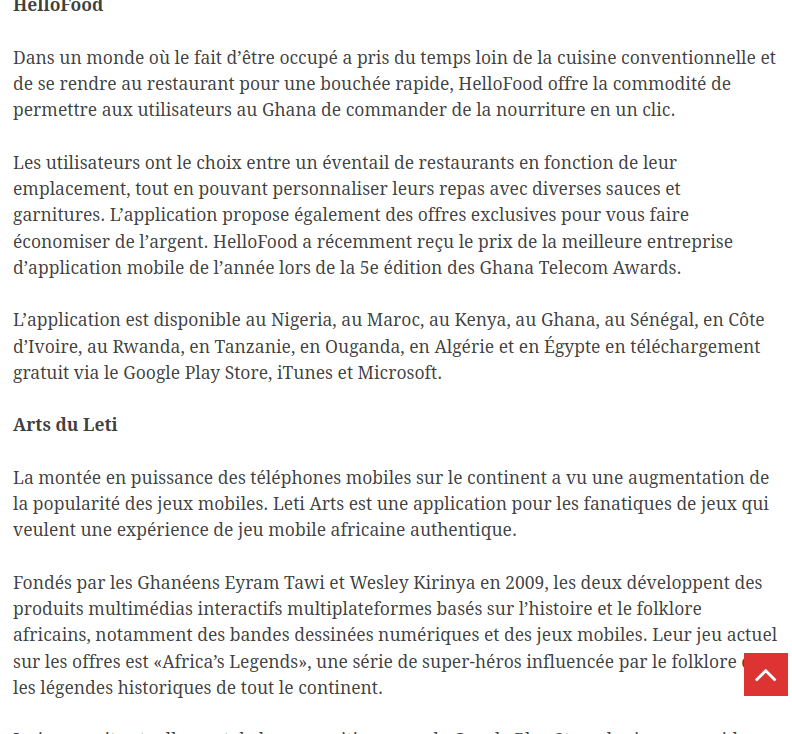 HelloFood
Dans un monde où le fait d’être occupé a pris du temps loin de la cuisine conventionnelle et
de se rendre au restaurant pour une bouchée rapide, HelloFood offre la commodité de
permettre aux utilisateurs au Ghana de commander de la nourriture en un clic.
Les utilisateurs ont le choix entre un éventail de restaurants en fonction de leur
emplacement, tout en pouvant personnaliser leurs repas avec diverses sauces et
garnitures. L’application propose également des offres exclusives pour vous faire
économiser de l’argent. HelloFood a récemment reçu le prix de la meilleure entreprise
d’application mobile de l’année lors de la 5e édition des Ghana Telecom Awards.
L’application est disponible au Nigeria, au Maroc, au Kenya, au Ghana, au Sénégal, en Côte
d’Ivoire, au Rwanda, en Tanzanie, en Ouganda, en Algérie et en Égypte en téléchargement
gratuit via le Google Play Store, iTunes et Microsoft.
Arts du Leti
La montée en puissance des téléphones mobiles sur le continent a vu une augmentation de
la popularité des jeux mobiles. Leti Arts est une application pour les fanatiques de jeux qui
veulent une expérience de jeu mobile africaine authentique.
Fondés par les Ghanéens Eyram Tawi et Wesley Kirinya en 2009, les deux développent des
produits multimédias interactifs multiplateformes basés sur l’histoire et le folklore
africains, notamment des bandes dessinées numériques et des jeux mobiles. Leur jeu actuel
sur les offres est «Africa’s Legends», une série de super-héros influencée par le folklore
les légendes historiques de tout le continent.